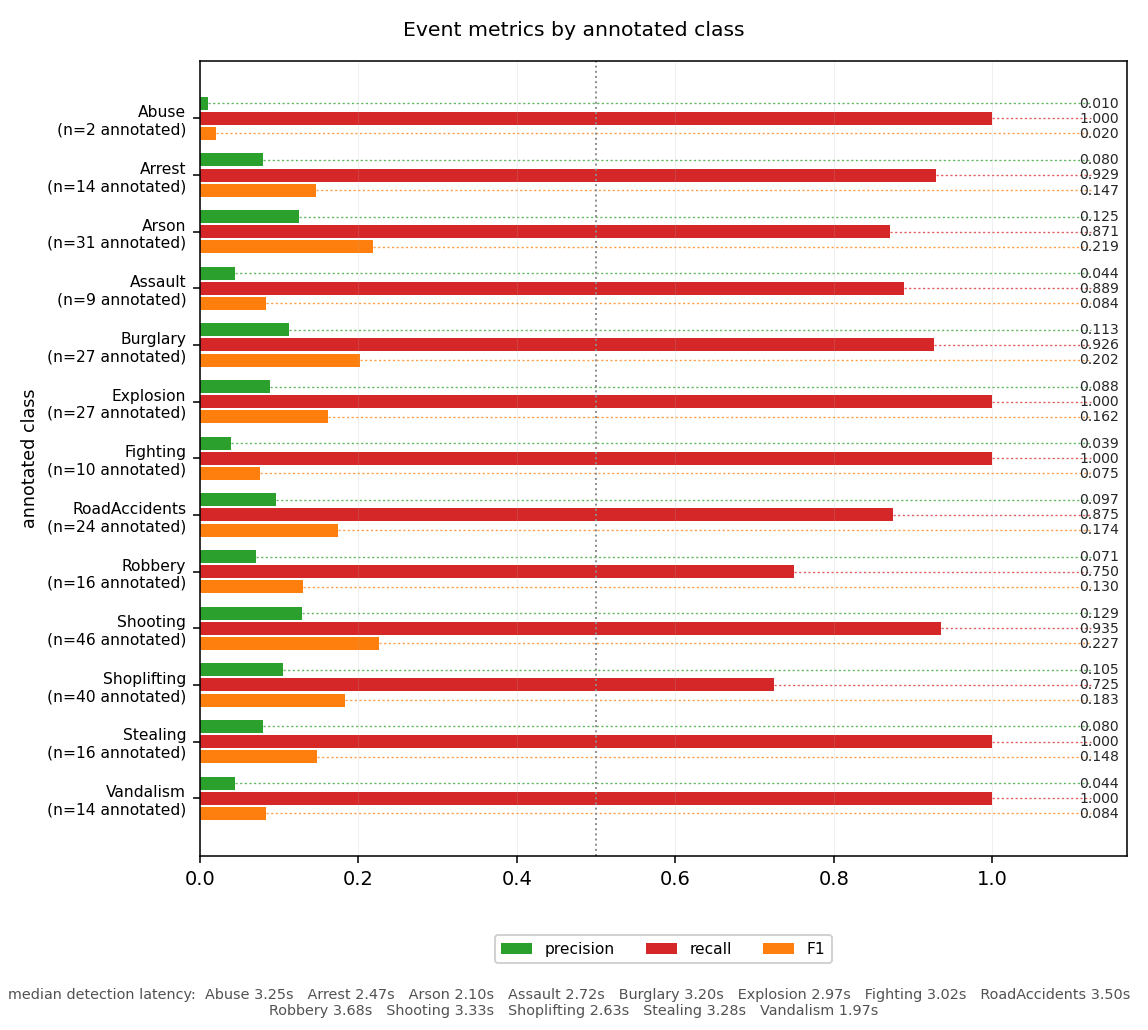 Event metrics by annotated class
annotated class
Abuse
(n=2 annotated)
0.010
1.000
0.020
Arrest
(n=14 annotated)
0.080
0.929
0.147
Arson
(n=31 annotated)
0.125
0.871
0.219
Assault
(n=9 annotated)
0.044
0.889
0.084
Burglary
(n=27 annotated)
0.113
0.926
0.202
Explosion
(n=27 annotated)
0.088
1.000
0.162
Fighting
(n=10 annotated)
0.039
1.000
0.075
RoadAccidents
(n=24 annotated)
0.097
0.875
0.174
Robbery
(n=16 annotated)
0.071
0.750
0.130
Shooting
(n=46 annotated)
0.129
0.935
0.227
Shoplifting
(n=40 annotated)
0.105
0.725
0.183
Stealing
(n=16 annotated)
0.080
1.000
0.148
Vandalism
(n=14 annotated)
0.044
1.000
0.084
0.0 0.2 0.4 0.6 0.8 1.0
precision recall F1
median detection latency: Abuse 3.25s Arrest 2.47s Arson 2.10s Assault 2.72s Burglary 3.20s Explosion 2.97s Fighting 3.02s RoadAccidents 3.50s
Robbery 3.68s Shooting 3.33s Shoplifting 2.63s Stealing 3.28s Vandalism 1.97s